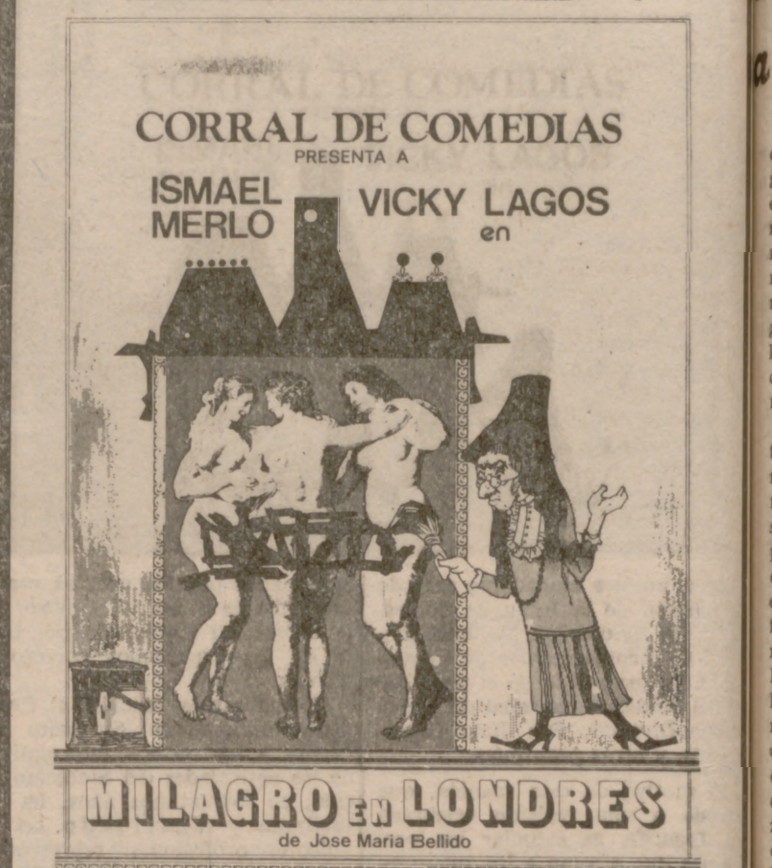 CORRAL DE COMEDIAS
PRESENTA A
ISMAEL MERLO
VICKY LAGOS
en
MILAGRO EN LONDRES
de Jose Maria Bellido
a